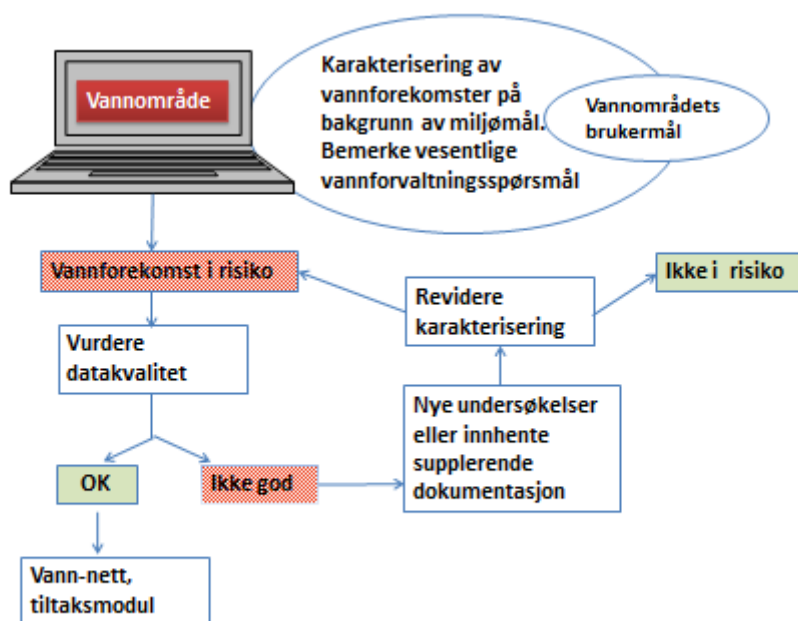 Vannområde
Karakterisering av
vannforekomster på
bakgrunn av miljømål.
Bemerke vesentlige
vannforvaltningsspørsmål
Vannområdets
brukermål
Vannforekomst i risiko
Ikke i risiko
Revidere
karakterisering
Vurdere
datakvalitet
Nye undersøkelser
eller innhente
supplerende
dokumentasjon
OK
Ikke god
Vann-nett,
tiltaksmodul